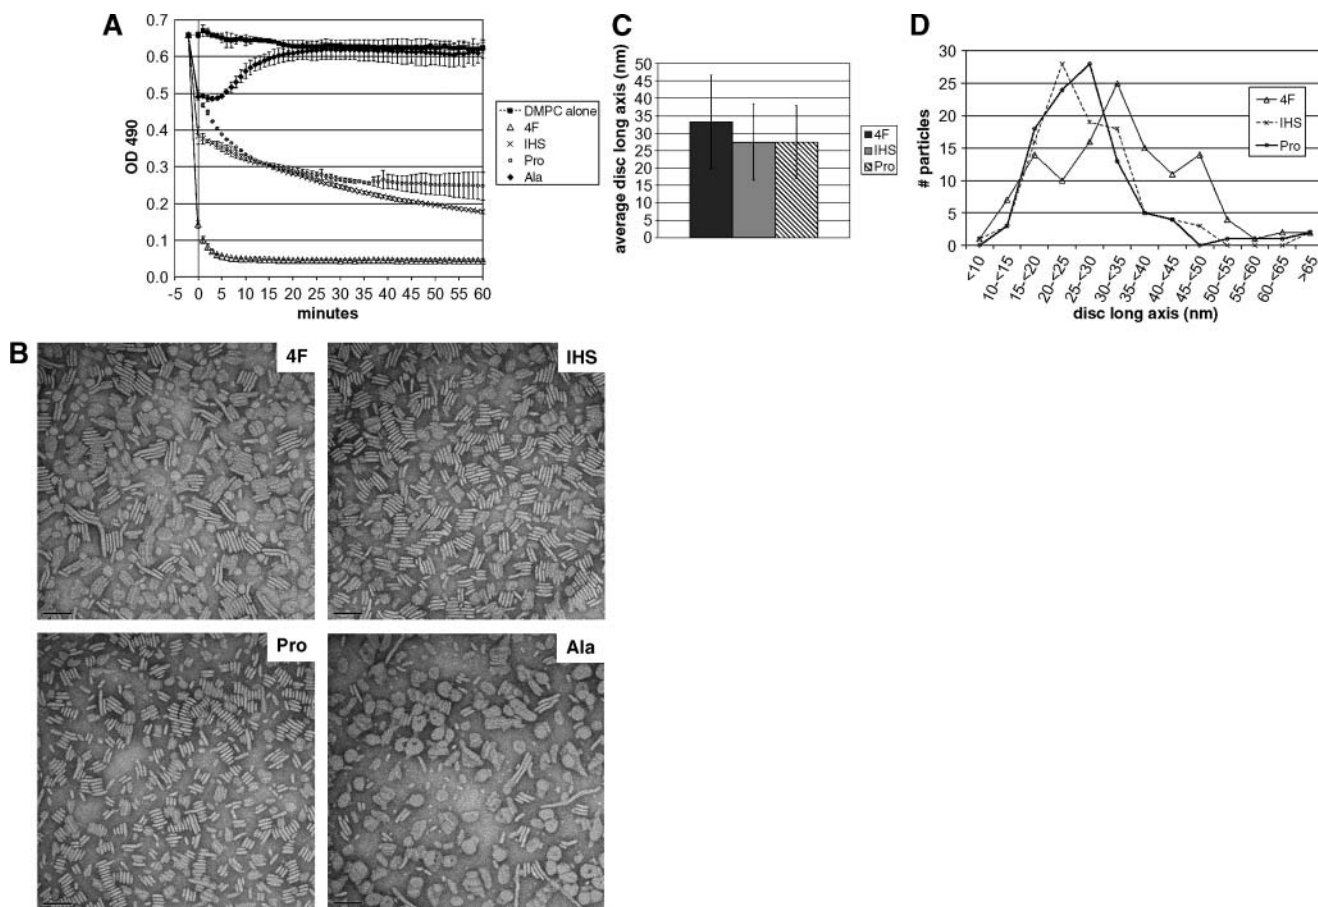 A
0.7
0.6
0.5
0.4
0.3
0.2
0.1
0.0
OD 490
-5 0 5 10 15 20 25 30 35 40 45 50 55 60
minutes
DMPC alone
4F
IHS
Pro
Ala
C
50
45
40
35
30
25
20
15
10
5
0
average disc long axis (nm)
4F
IHS
Pro
D
30
25
20
15
10
5
0
# particles
<10 10-<15 15-<20 20-<25 25-<30 30-<35 35-<40 40-<45 45-<50 50-<55 55-<60 60-<65 >65
disc long axis (nm)
4F
IHS
Pro
B
4F
IHS
Pro
Ala